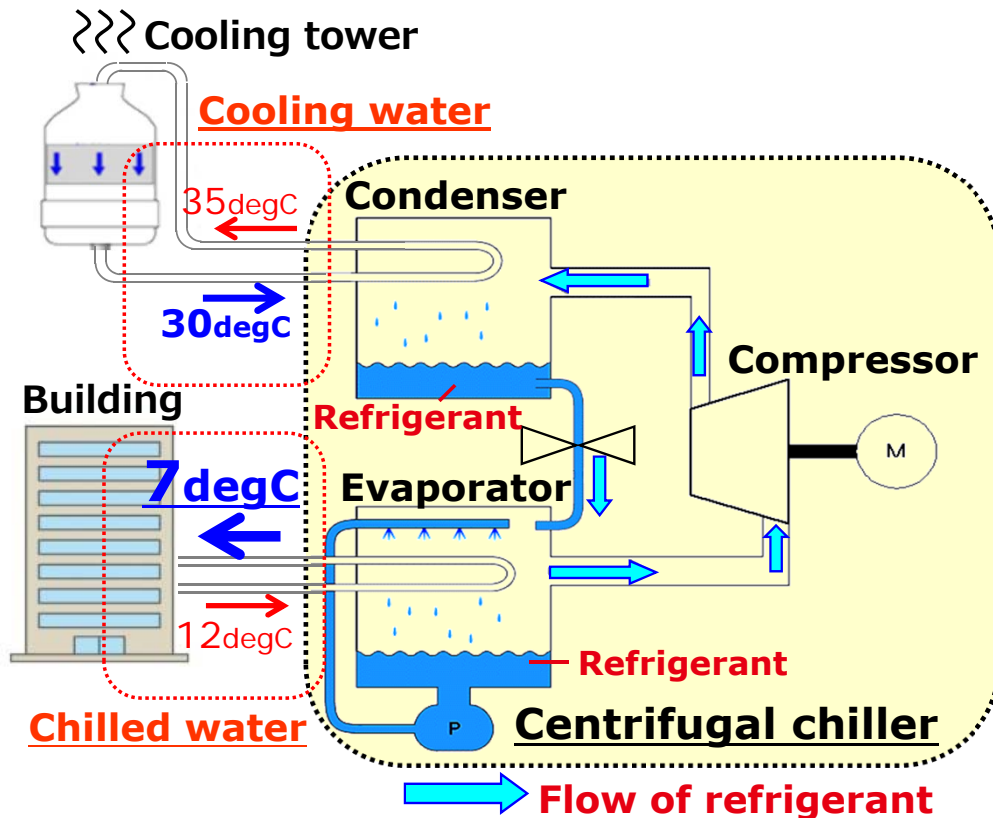 Cooling tower
Cooling water
35degC
Condenser
30degC
Compressor
Building
Refrigerant
M
7degC
Evaporator
12degC
Refrigerant
Chilled water
P
Centrifugal chiller
Flow of refrigerant